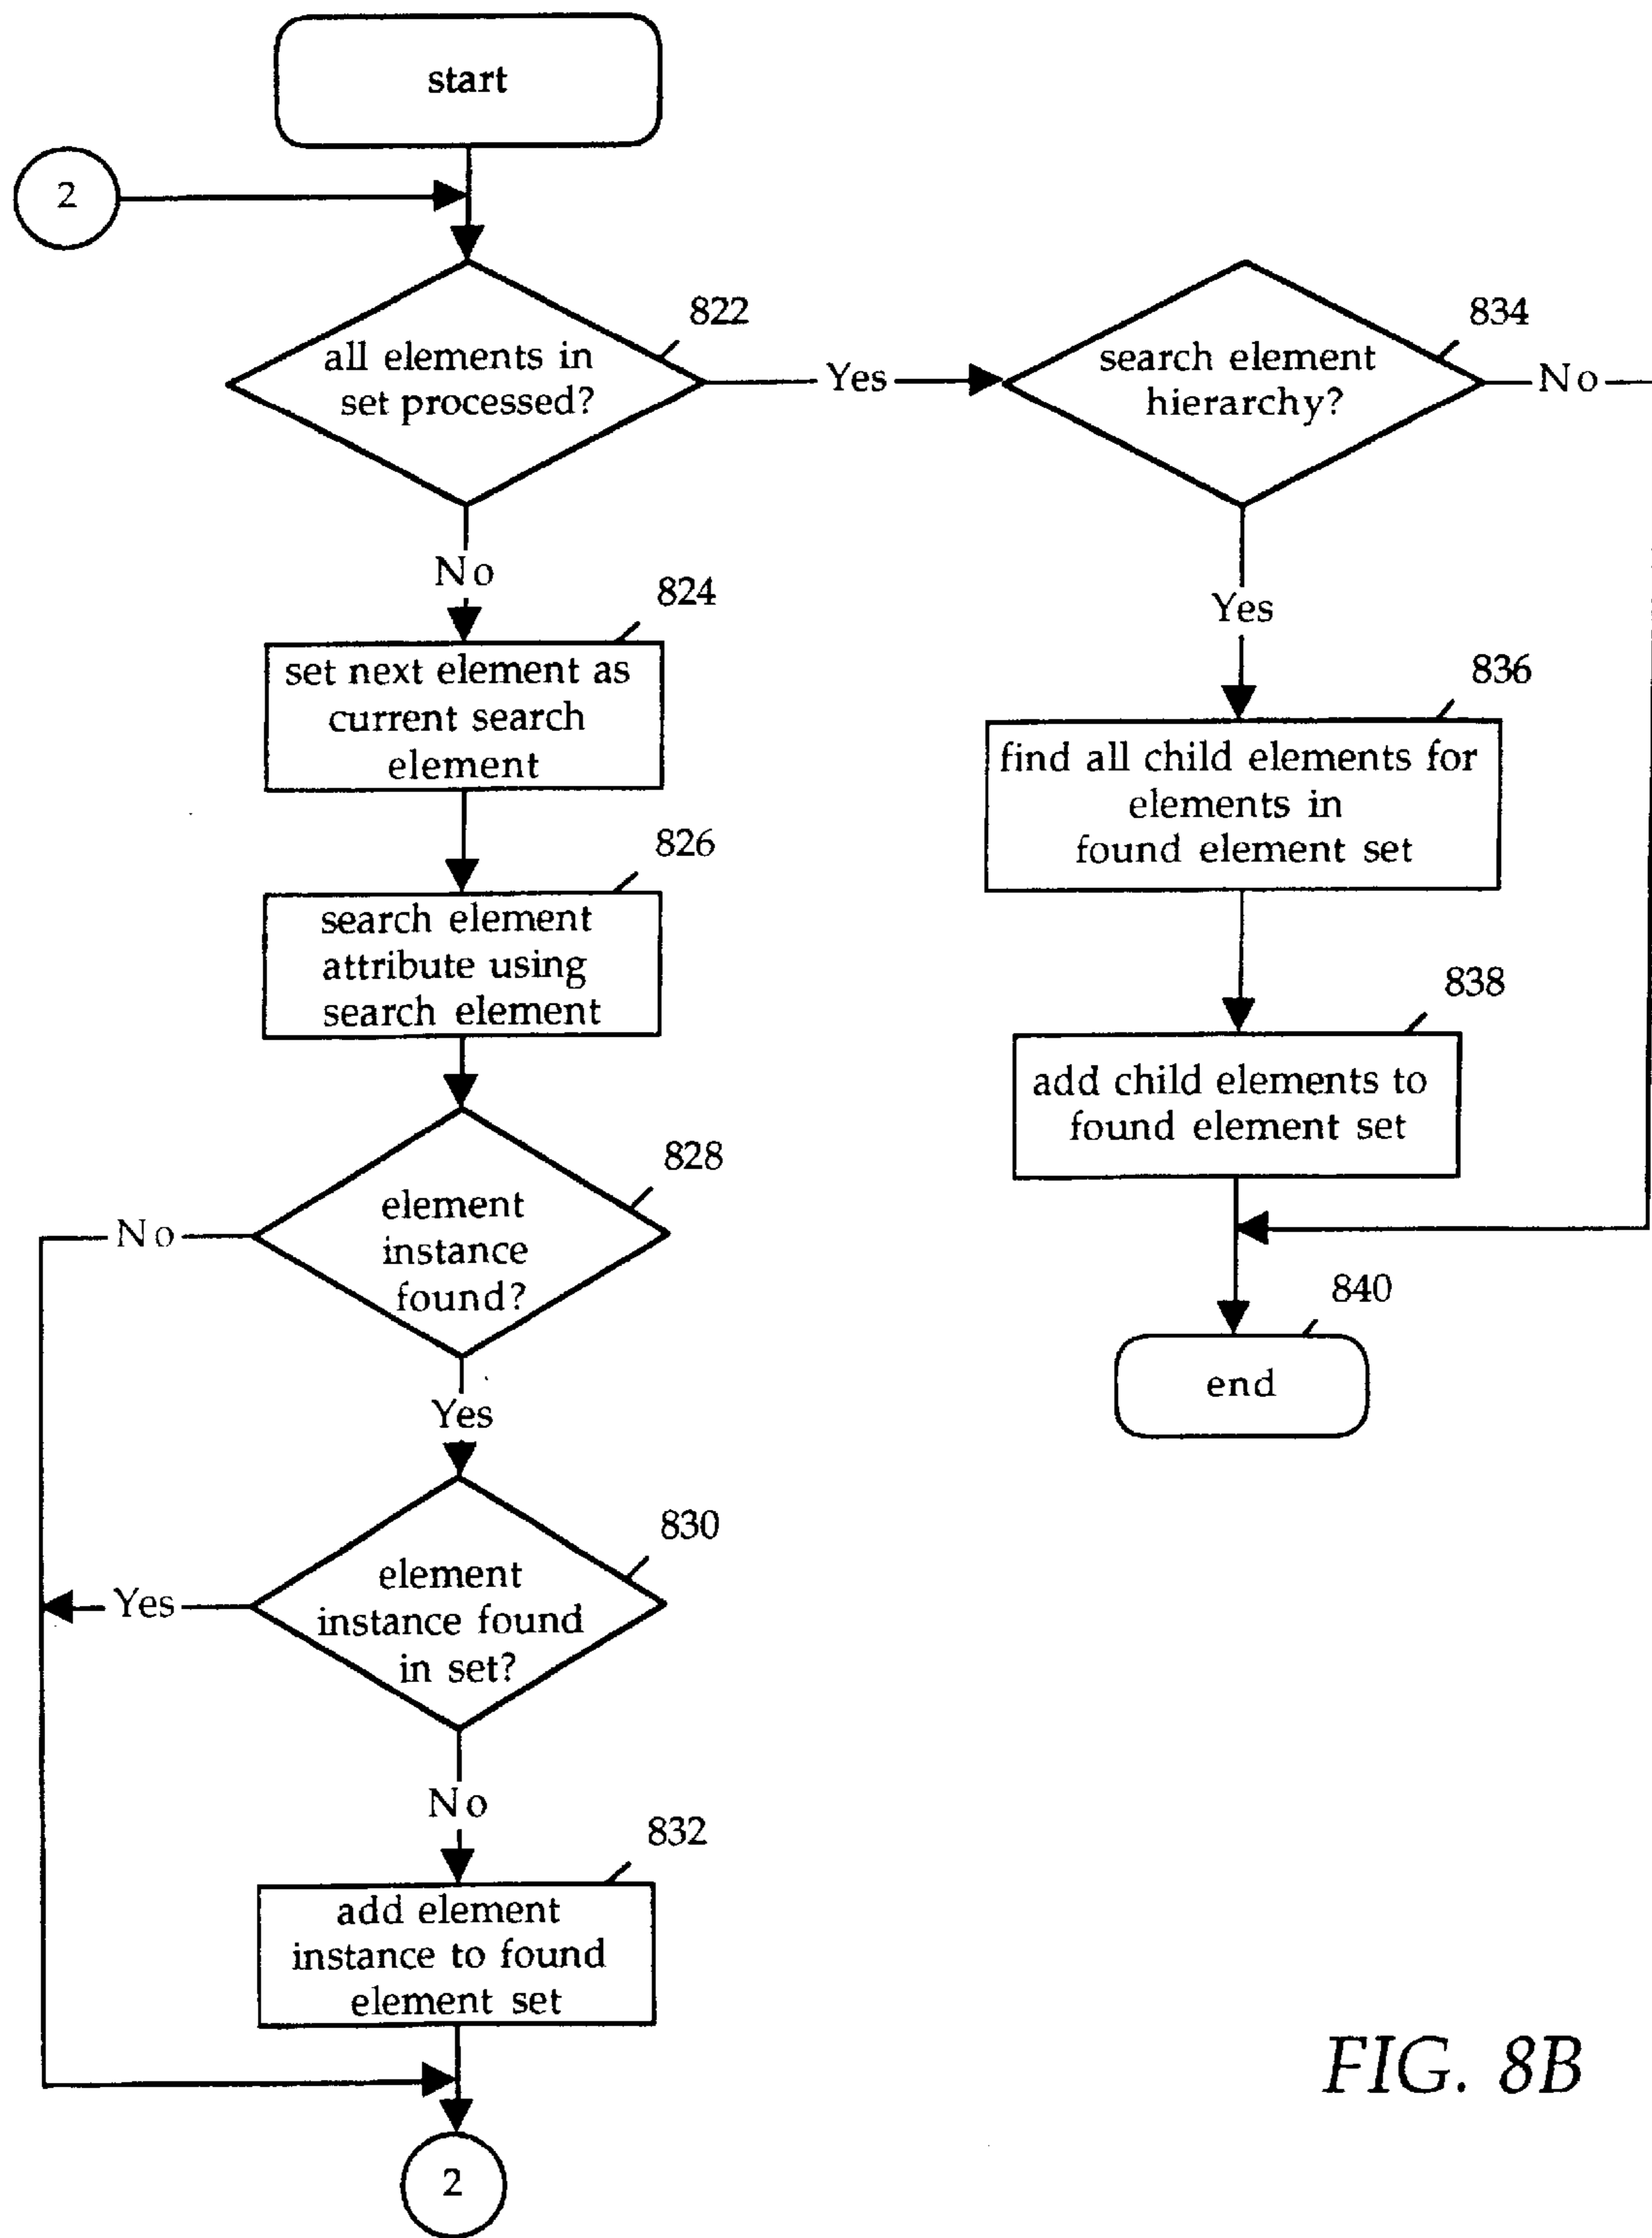 start
2
822
all elements in
set processed?
Yes
834
search element
hierarchy?
No
No
824
set next element as
current search
element
826
search element
attribute using
search element
828
element
instance
found?
No
Yes
830
element
instance found
in set?
Yes
No
832
add element
instance to found
element set
2
Yes
836
find all child elements for
elements in
found element set
838
add child elements to
found element set
840
end
FIG. 8B